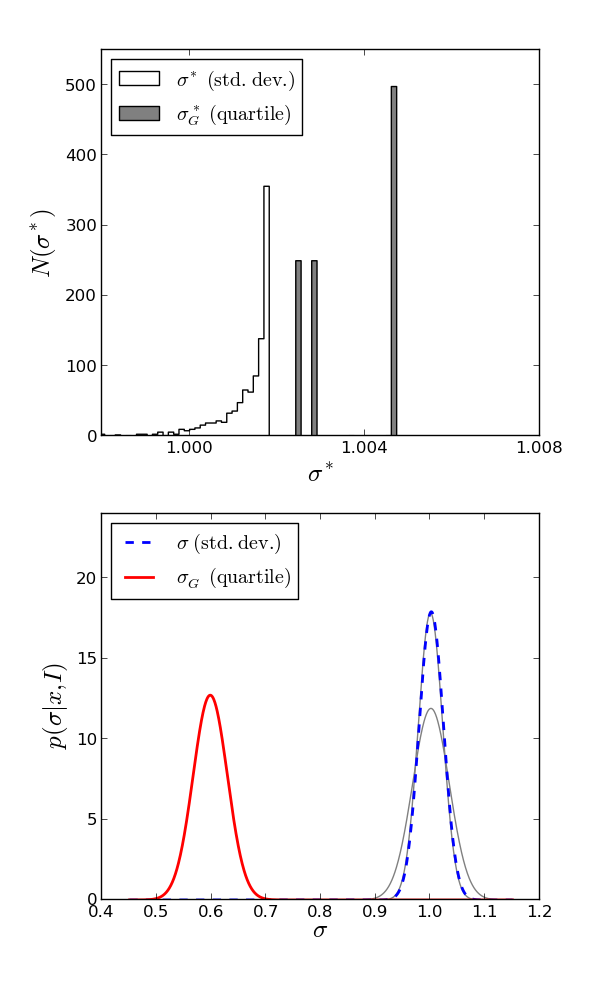 500
400
300
200
100
0
N(σ*)
σ* (std. dev.)
σ*_G (quartile)
1.000 1.004 1.008
σ*
20
15
10
5
0
p(σ|x,I)
σ (std. dev.)
σ_G (quartile)
0.4 0.5 0.6 0.7 0.8 0.9 1.0 1.1 1.2
σ